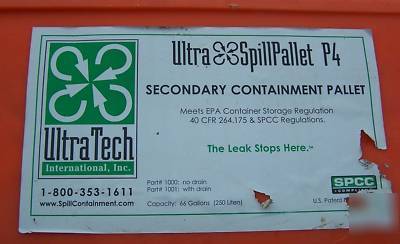 Ultra SpillPallet P4
SECONDARY CONTAINMENT PALLET
Meets EPA Container Storage Regulation
40 CFR 264.175 & SPCC Regulations.
The Leak Stops Here.™
UltraTech
International, Inc.
1-800-353-1611
www.SpillContainment.com
Part# 1000: no drain
Part# 1001: with drain
Capacity: 66 Gallons (250 Liter)
SPCC
U.S. Patent